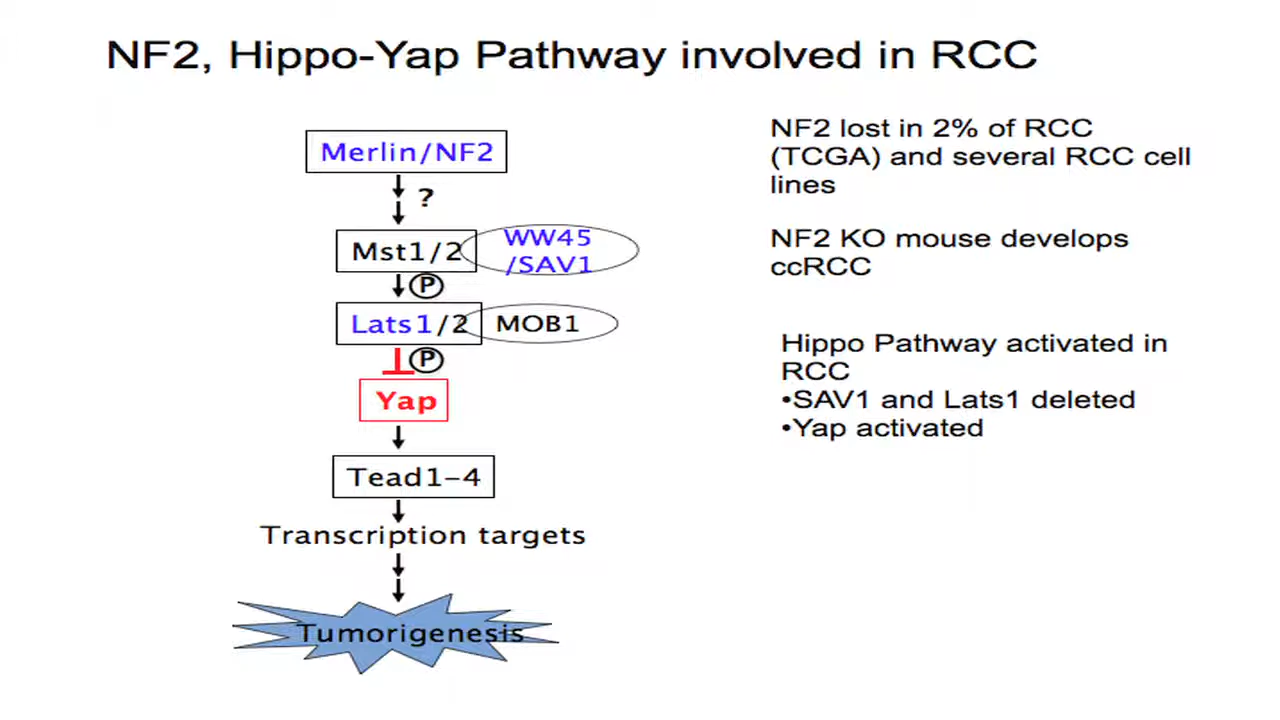 NF2, Hippo-Yap Pathway involved in RCC
Merlin/NF2
?
Mst1/2
WW45
/SAV1
P
Lats1/2
MOB1
P
Yap
Tead1-4
Transcription targets
Tumorigenesis
NF2 lost in 2% of RCC
(TCGA) and several RCC cell
lines
NF2 KO mouse develops
ccRCC
Hippo Pathway activated in
RCC
•SAV1 and Lats1 deleted
•Yap activated